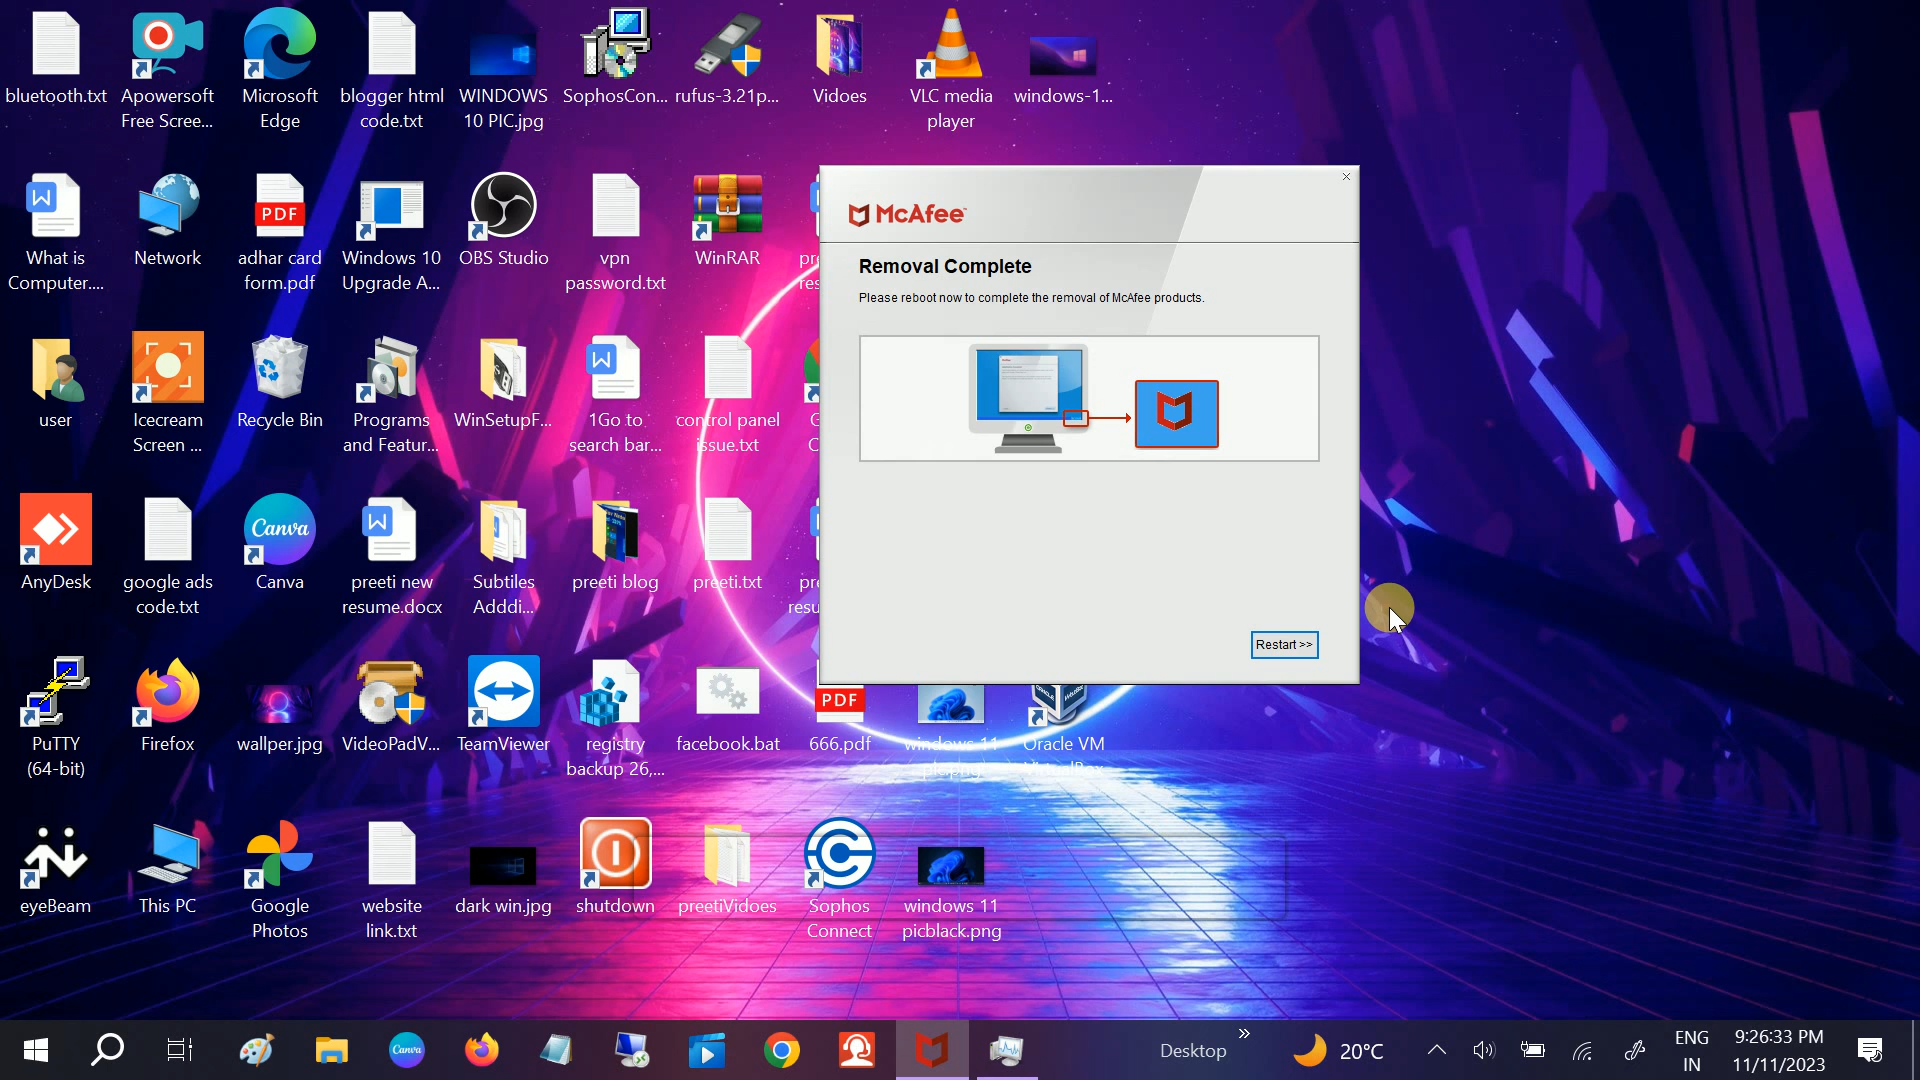 bluetooth.txt
Apowersoft
Free Scree...
Microsoft
Edge
blogger html
code.txt
WINDOWS
10 PIC.jpg
SophosCon...
rufus-3.21p...
Vidoes
VLC media
player
windows-1...
What is
Computer....
Network
PDF
adhar card
form.pdf
Windows 10
Upgrade A...
OBS Studio
vpn
password.txt
WinRAR
McAfee
Removal Complete
Please reboot now to complete the removal of McAfee products.
Restart >>
user
Icecream
Screen ...
Recycle Bin
Programs
and Featur...
WinSetupF...
1Go to
search bar...
control panel
issue.txt
AnyDesk
google ads
code.txt
Canva
Canva
preeti new
resume.docx
Subtiles
Adddi...
preeti blog
preeti.txt
PuTTY
(64-bit)
Firefox
wallper.jpg
VideoPadV...
TeamViewer
registry
backup 26,...
facebook.bat
PDF
666.pdf
windows 11
Oracle VM
VirtualBox
eyeBeam
This PC
Google
Photos
website
link.txt
dark win.jpg
shutdown
preetiVidoes
Sophos
Connect
windows 11
picblack.png
Canva
Desktop
20°C
ENG
IN
9:26:33 PM
11/11/2023